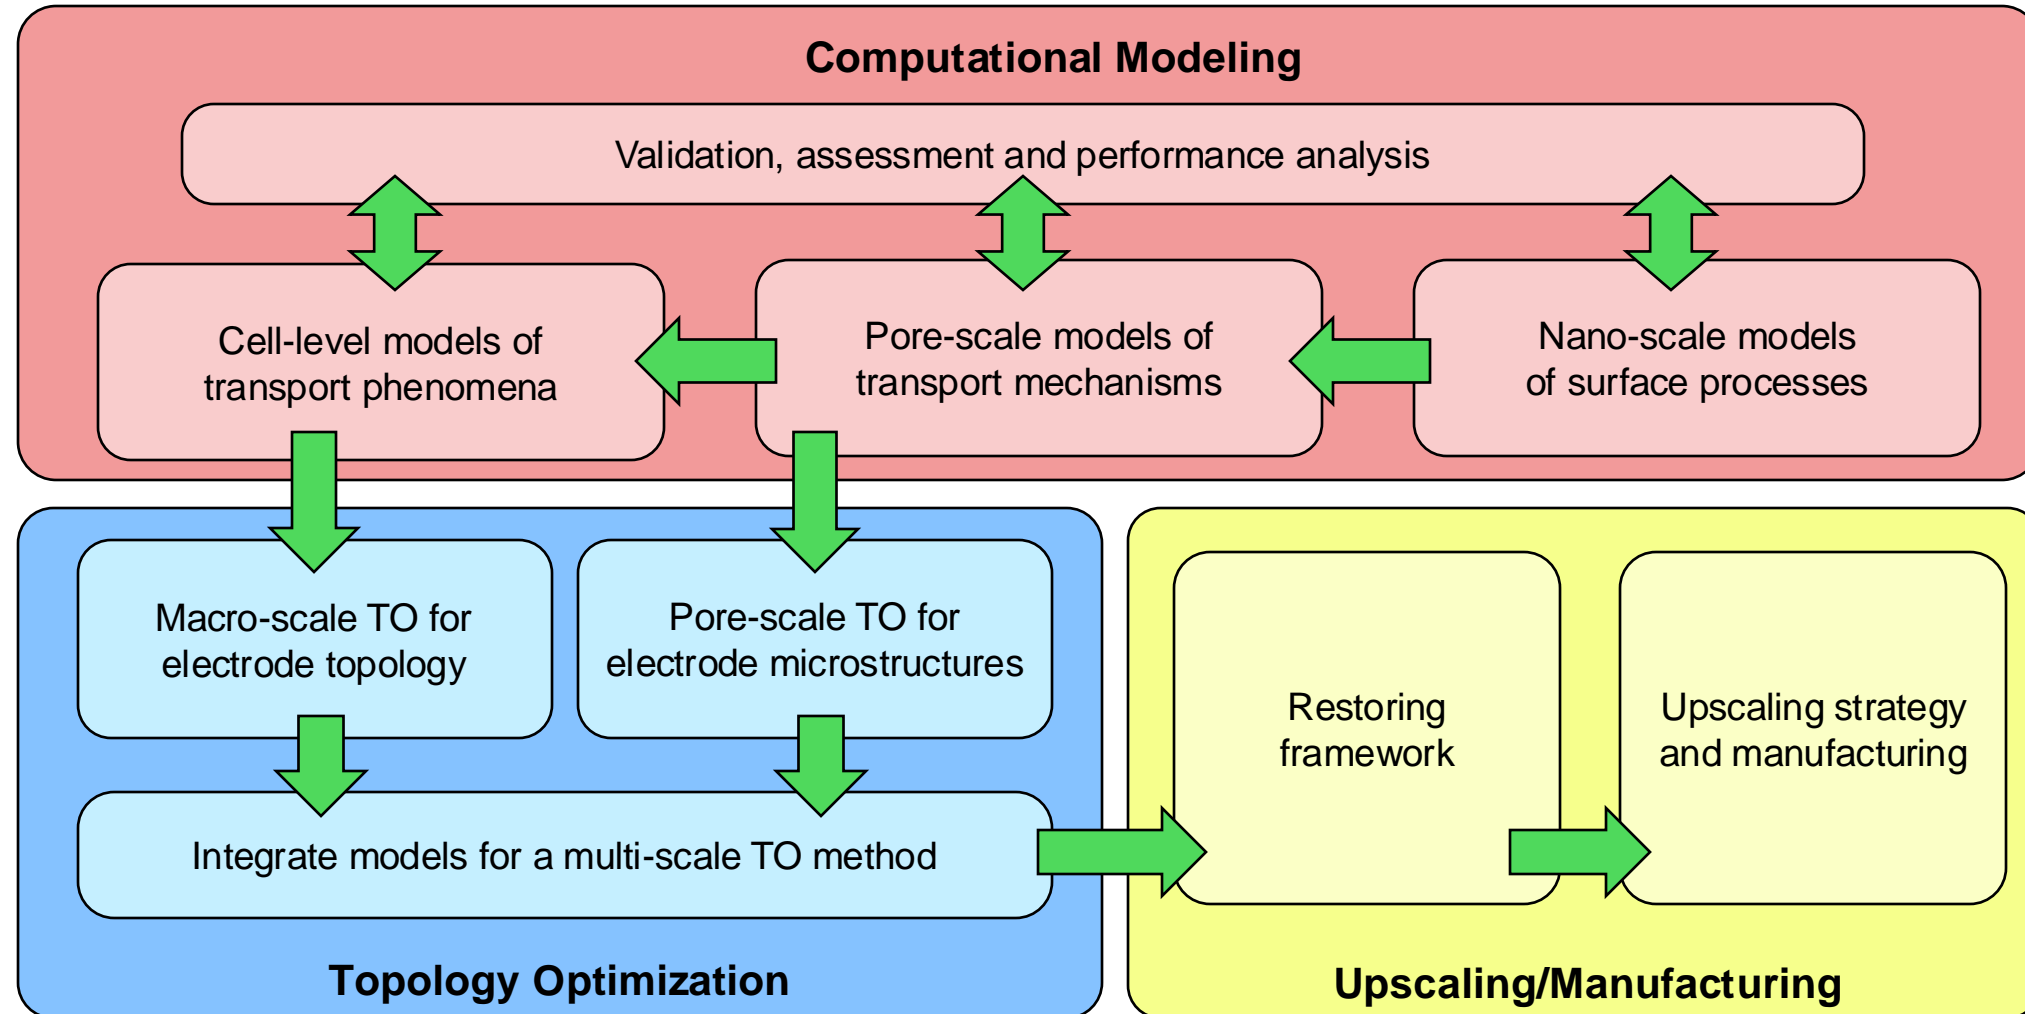 Computational Modeling
Validation, assessment and performance analysis
Cell-level models of
transport phenomena
Pore-scale models of
transport mechanisms
Nano-scale models
of surface processes
Macro-scale TO for
electrode topology
Pore-scale TO for
electrode microstructures
Integrate models for a multi-scale TO method
Topology Optimization
Restoring
framework
Upscaling strategy
and manufacturing
Upscaling/Manufacturing